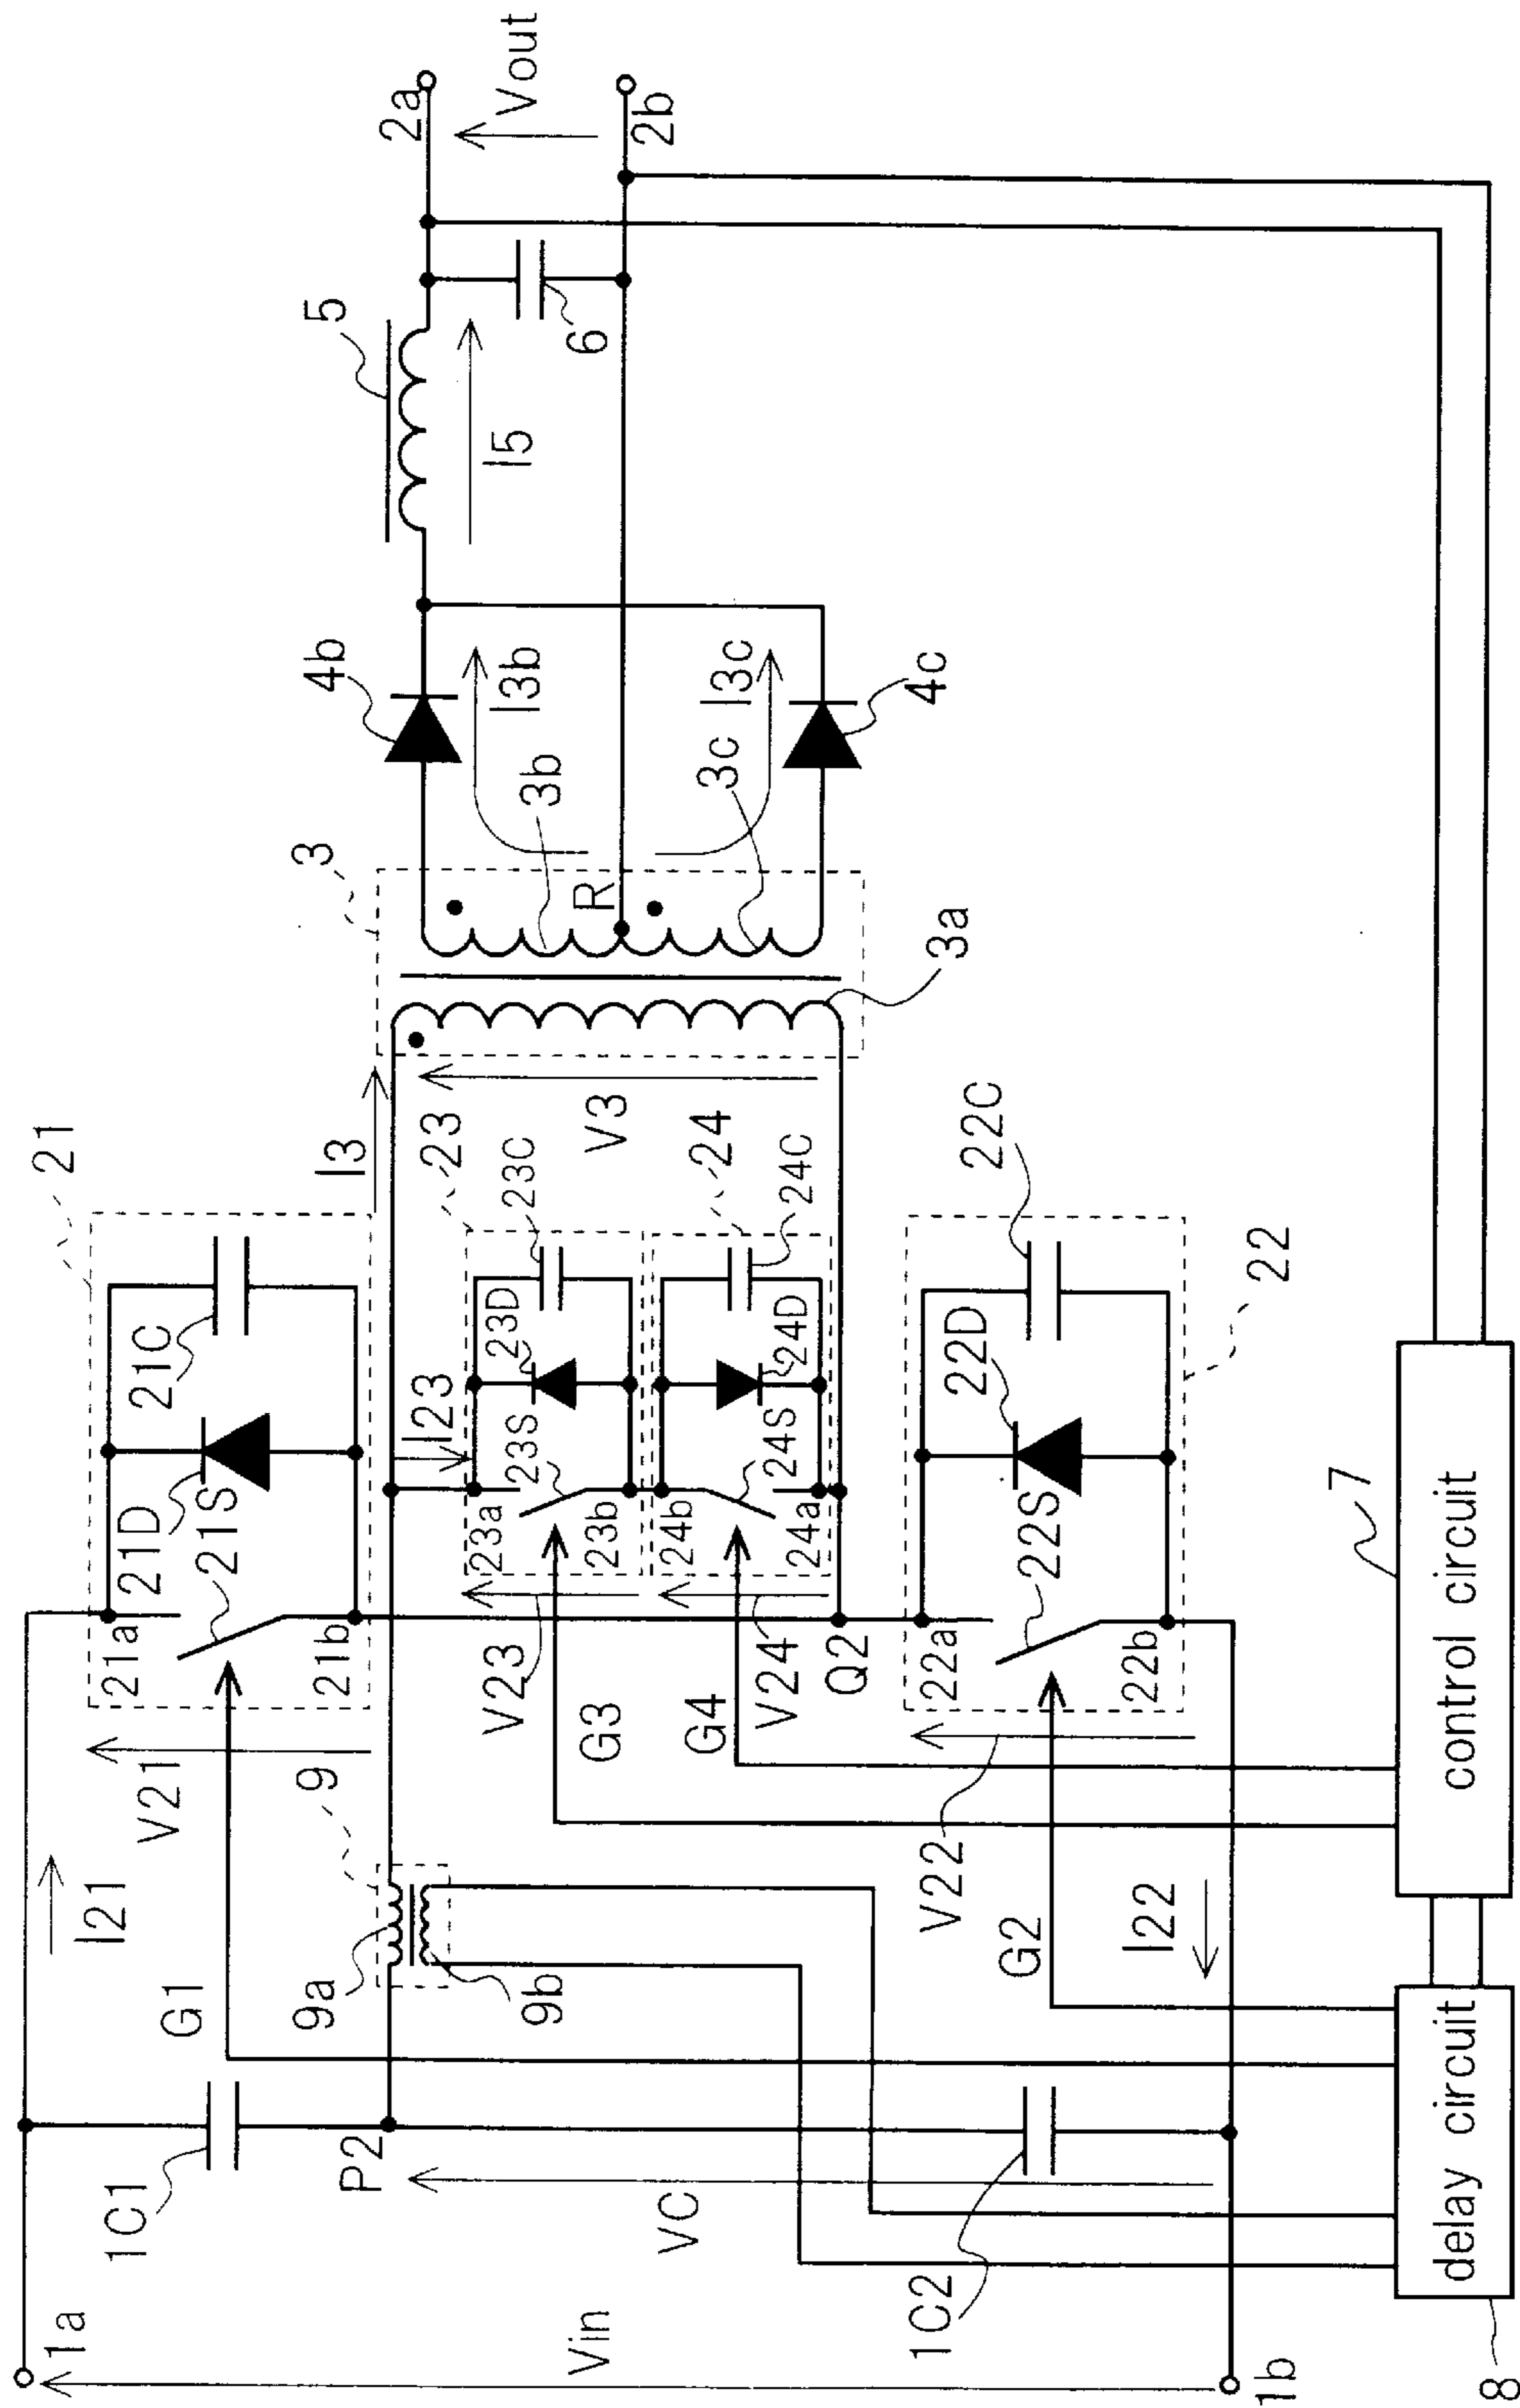 1a
Vin
1b
1C1
P2
VC
1C2
I21
G1
9a
9
9b
V21
21
21a
21D
21S
21C
21b
I3
I23
23
23a
23S
23D
23C
23b
V3
24
24b
24S
24D
24C
24a
V23
V24
G3
G4
Q2
V22
G2
I22
22
22a
22D
22S
22C
22b
3
3a
3b
3c
R
I3b
I3c
4b
4c
5
I5
6
2a
Vout
2b
7
control circuit
delay circuit
8